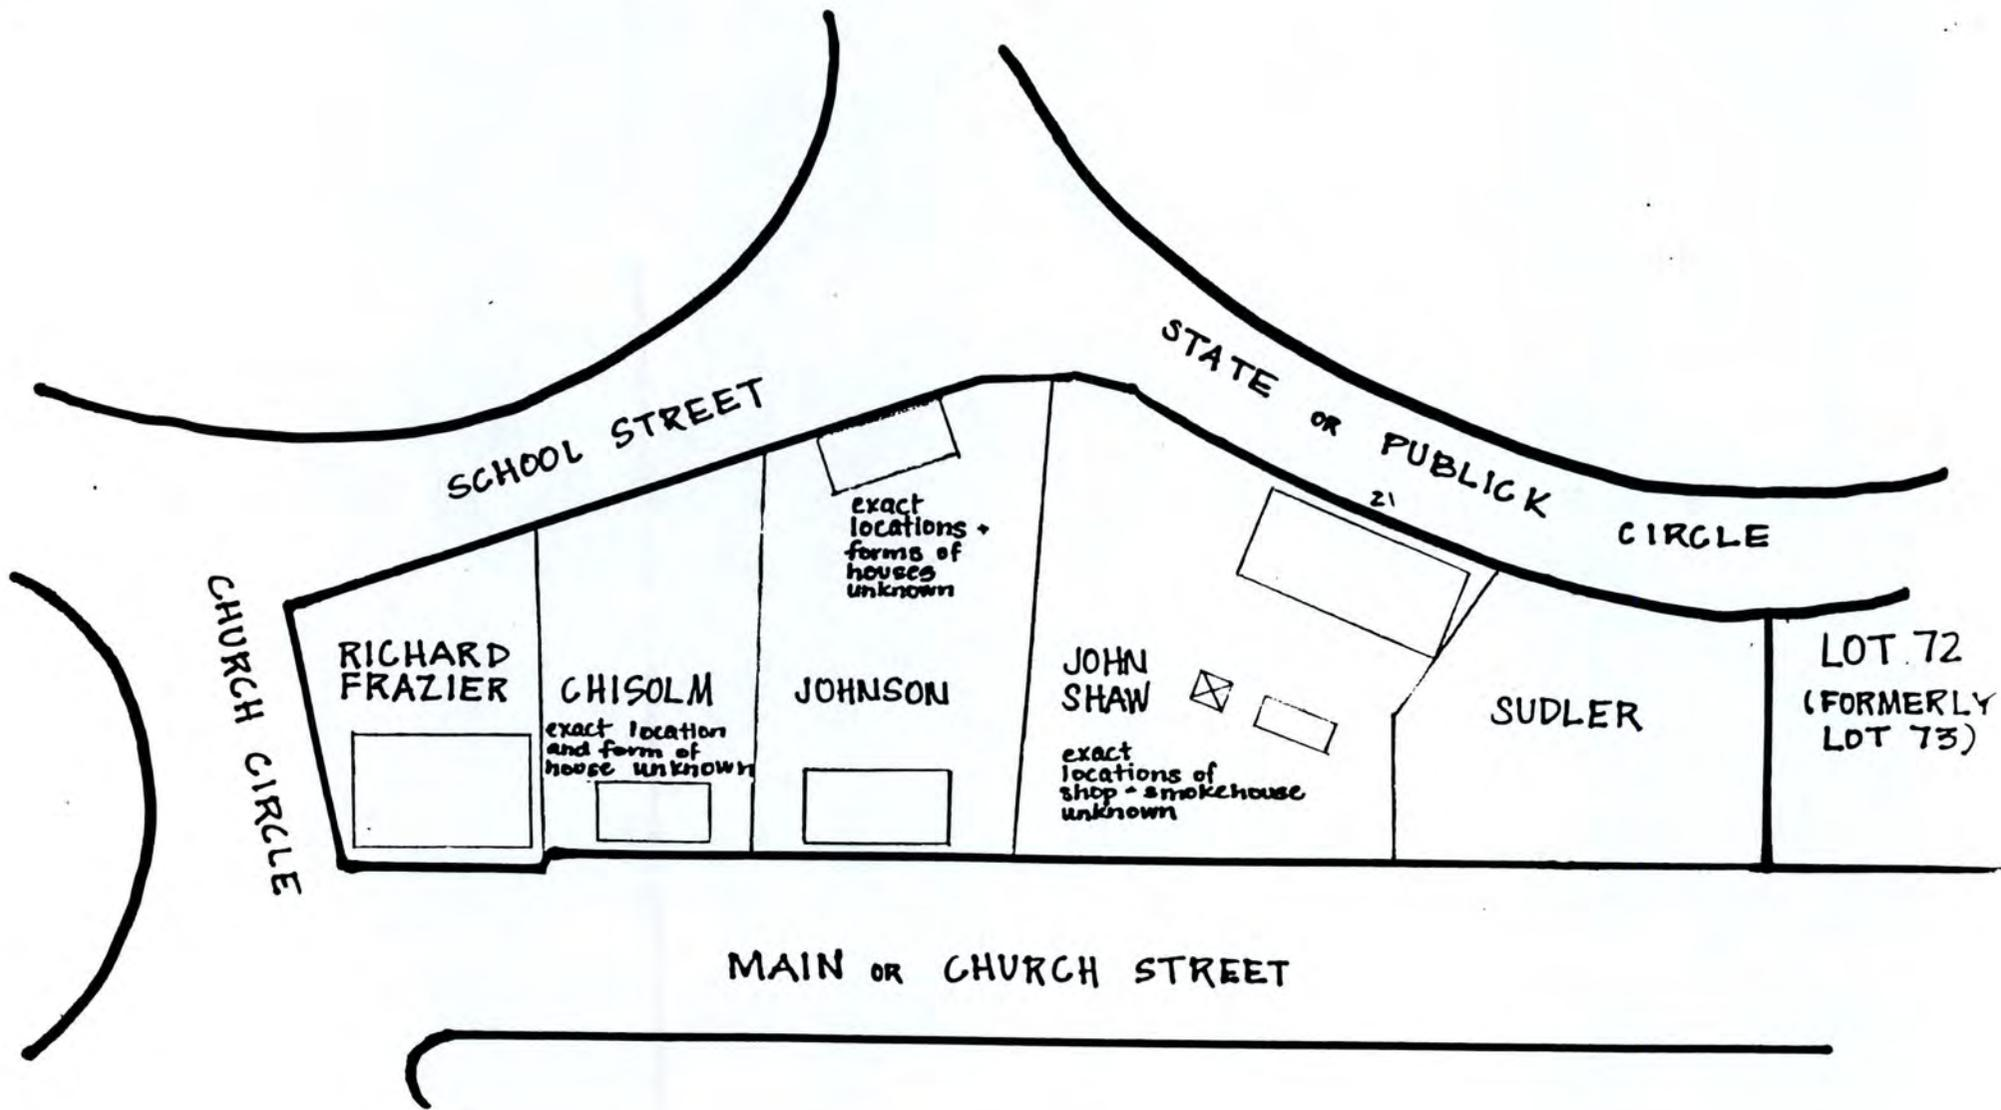 SCHOOL STREET
STATE OR PUBLICK CIRCLE
21
CHURCH CIRCLE
RICHARD
FRAZIER
CHISOLM
exact location
and form of
house unknown
exact
locations +
forms of
houses
unknown
JOHNSON
JOHN
SHAW
exact
locations of
shop + smokehouse
unknown
SUDLER
LOT 72
(FORMERLY
LOT 73)
MAIN OR CHURCH STREET